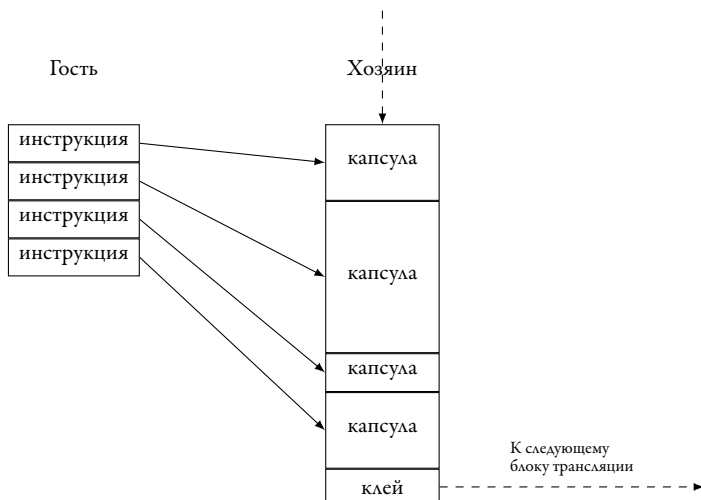 Гость
Хозяин
инструкция
инструкция
инструкция
инструкция
капсула
капсула
капсула
капсула
клей
К следующему
блоку трансляции